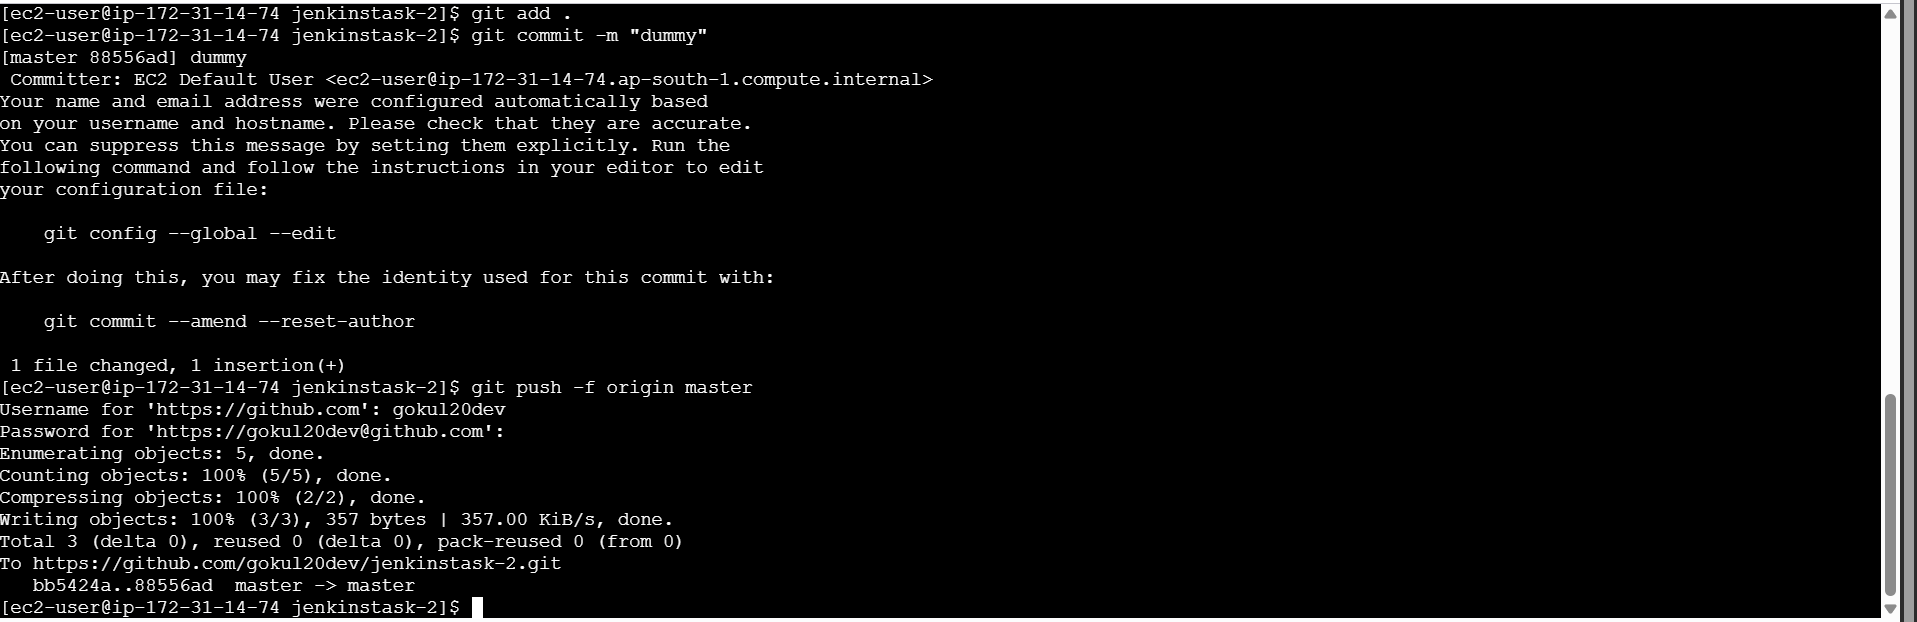 [ec2-user@ip-172-31-14-74 jenkinstask-2]$ git add .
[ec2-user@ip-172-31-14-74 jenkinstask-2]$ git commit -m "dummy"
[master 88556ad] dummy
 Committer: EC2 Default User <ec2-user@ip-172-31-14-74.ap-south-1.compute.internal>
Your name and email address were configured automatically based
on your username and hostname. Please check that they are accurate.
You can suppress this message by setting them explicitly. Run the
following command and follow the instructions in your editor to edit
your configuration file:

    git config --global --edit

After doing this, you may fix the identity used for this commit with:

    git commit --amend --reset-author

 1 file changed, 1 insertion(+)
[ec2-user@ip-172-31-14-74 jenkinstask-2]$ git push -f origin master
Username for 'https://github.com': gokul20dev
Password for 'https://gokul20dev@github.com':
Enumerating objects: 5, done.
Counting objects: 100% (5/5), done.
Compressing objects: 100% (2/2), done.
Writing objects: 100% (3/3), 357 bytes | 357.00 KiB/s, done.
Total 3 (delta 0), reused 0 (delta 0), pack-reused 0 (from 0)
To https://github.com/gokul20dev/jenkinstask-2.git
   bb5424a..88556ad  master -> master
[ec2-user@ip-172-31-14-74 jenkinstask-2]$